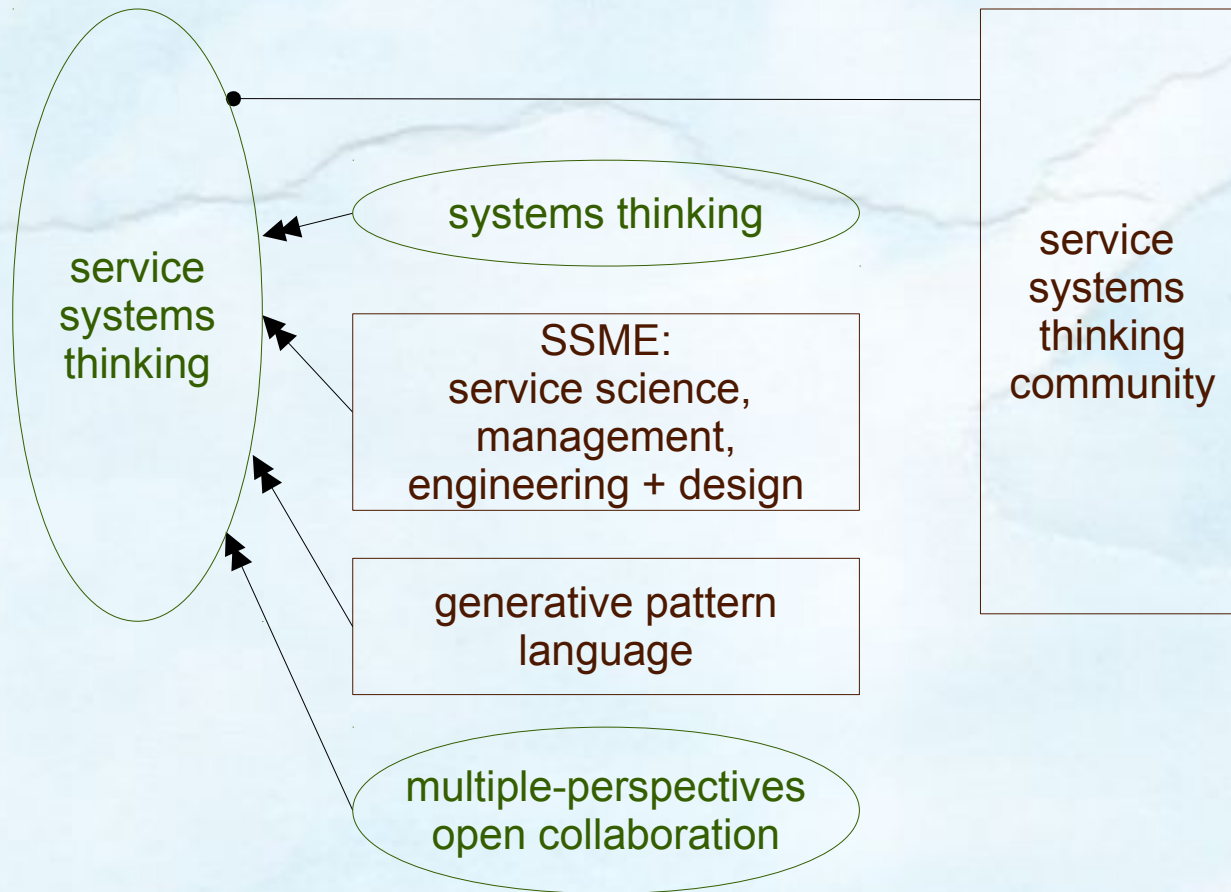 service
systems
thinking
systems thinking
SSME:
service science,
management,
engineering + design
generative pattern
language
multiple-perspectives
open collaboration
service
systems
thinking
community